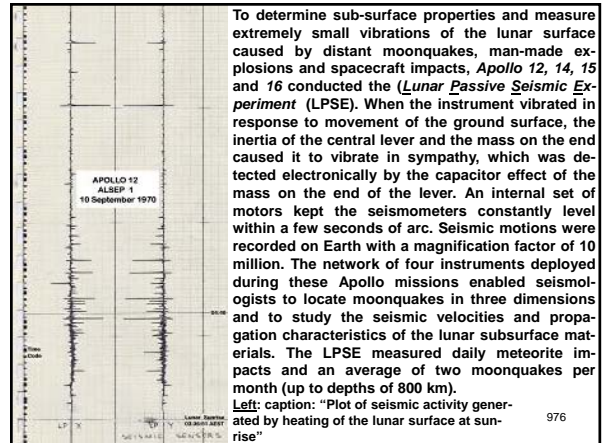 APOLLO 12
ALSEP 1
10 September 1970
Time
Code
Lunar Sunrise
LP X
LP Y
SEISMIC SENSORS
To determine sub-surface properties and measure
extremely small vibrations of the lunar surface
caused by distant moonquakes, man-made ex-
plosions and spacecraft impacts, Apollo 12, 14, 15
and 16 conducted the (Lunar Passive Seismic Ex-
periment (LPSE). When the instrument vibrated in
response to movement of the ground surface, the
inertia of the central lever and the mass on the end
caused it to vibrate in sympathy, which was de-
tected electronically by the capacitor effect of the
mass on the end of the lever. An internal set of
motors kept the seismometers constantly level
within a few seconds of arc. Seismic motions were
recorded on Earth with a magnification factor of 10
million. The network of four instruments deployed
during these Apollo missions enabled seismol-
ogists to locate moonquakes in three dimensions
and to study the seismic velocities and propa-
gation characteristics of the lunar subsurface mat-
erials. The LPSE measured daily meteorite im-
pacts and an average of two moonquakes per
month (up to depths of 800 km).
Left: caption: “Plot of seismic activity gener-
ated by heating of the lunar surface at sun-
rise”
976